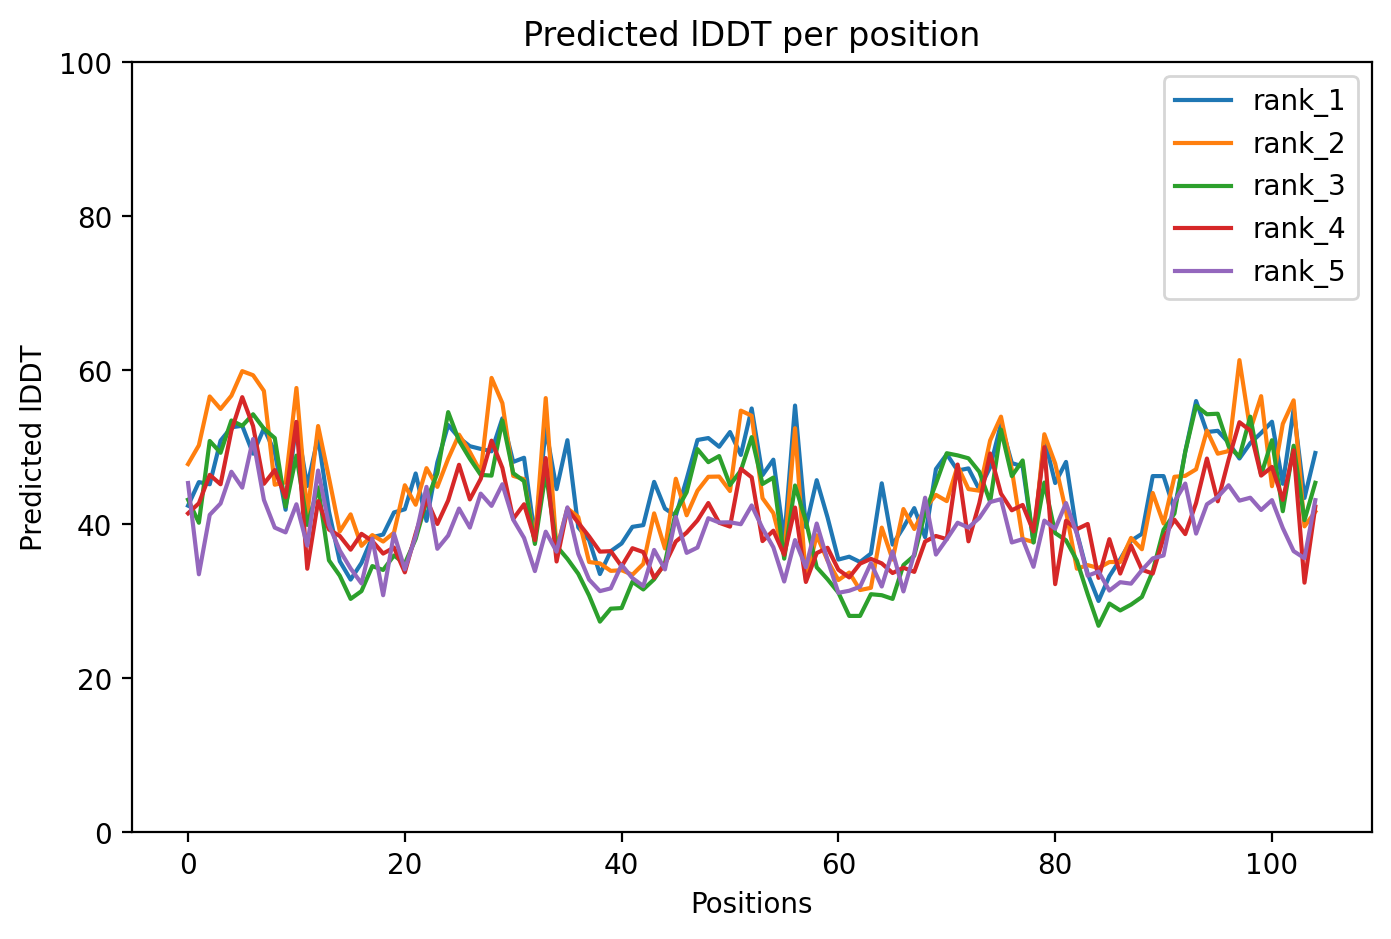 Predicted lDDT per position
100
80
60
40
20
0
Predicted lDDT
0 20 40 60 80 100
Positions
rank_1
rank_2
rank_3
rank_4
rank_5